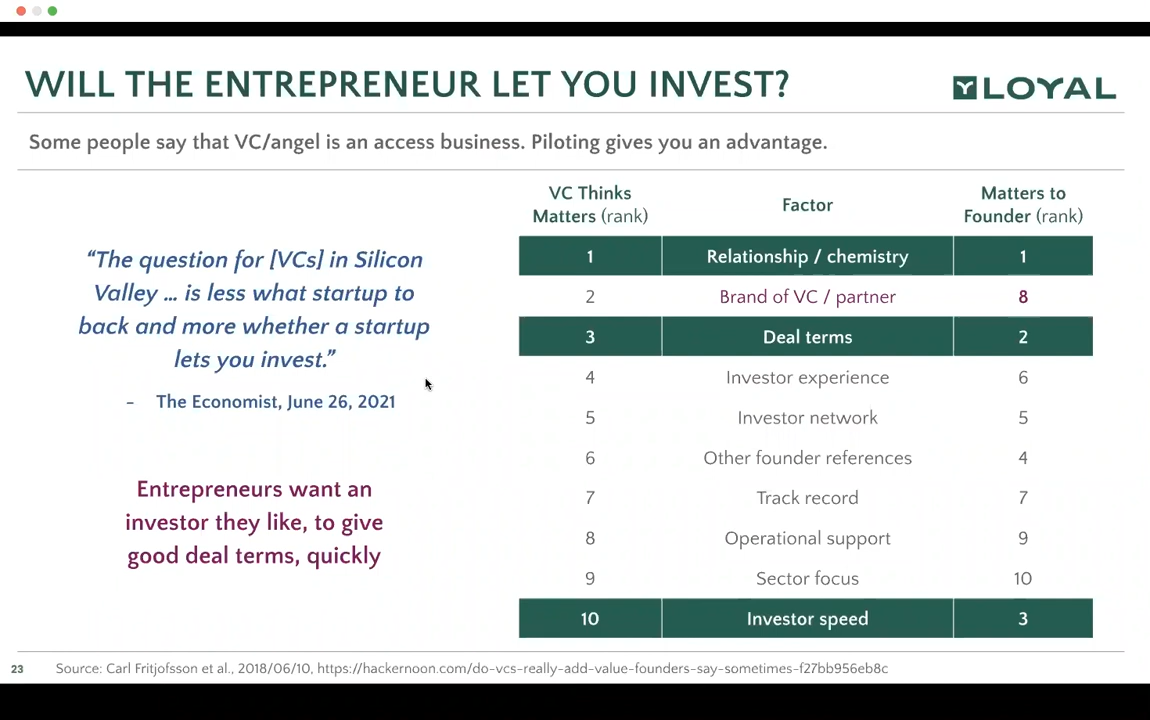 WILL THE ENTREPRENEUR LET YOU INVEST?
LOYAL
Some people say that VC/angel is an access business. Piloting gives you an advantage.
“The question for [VCs] in Silicon
Valley ... is less what startup to
back and more whether a startup
lets you invest.”
– The Economist, June 26, 2021
Entrepreneurs want an
investor they like, to give
good deal terms, quickly
VC Thinks
Matters (rank)
Factor
Matters to
Founder (rank)
1 Relationship / chemistry 1
2 Brand of VC / partner 8
3 Deal terms 2
4 Investor experience 6
5 Investor network 5
6 Other founder references 4
7 Track record 7
8 Operational support 9
9 Sector focus 10
10 Investor speed 3
23 Source: Carl Fritjofsson et al., 2018/06/10, https://hackernoon.com/do-vcs-really-add-value-founders-say-sometimes-f27bb956eb8c